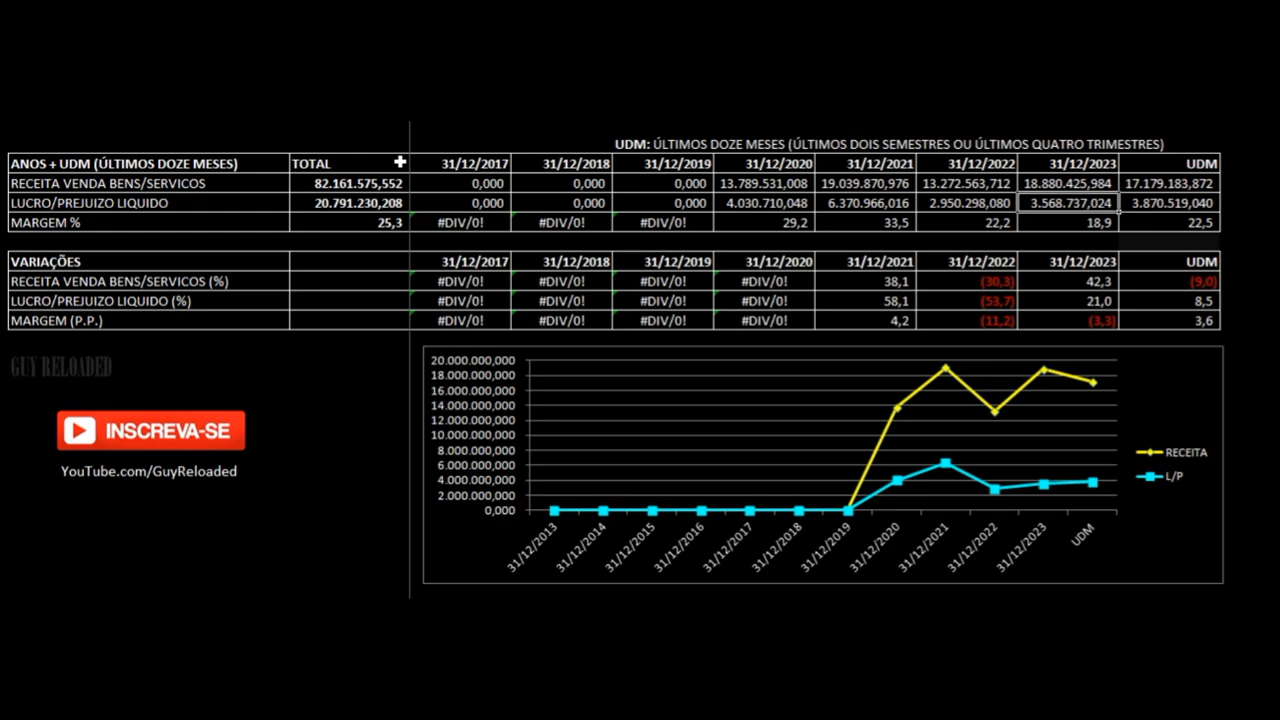 UDM: ÚLTIMOS DOZE MESES (ÚLTIMOS DOIS SEMESTRES OU ÚLTIMOS QUATRO TRIMESTRES)
ANOS + UDM (ÚLTIMOS DOZE MESES) TOTAL 31/12/2017 31/12/2018 31/12/2019 31/12/2020 31/12/2021 31/12/2022 31/12/2023 UDM
RECEITA VENDA BENS/SERVICOS 82.161.575,552 0,000 0,000 0,000 13.789.531,008 19.039.870,976 13.272.563,712 18.880.425,984 17.179.183,872
LUCRO/PREJUIZO LIQUIDO 20.791.230,208 0,000 0,000 0,000 4.030.710,048 6.370.966,016 2.950.298,080 3.568.737,024 3.870.519,040
MARGEM % 25,3 #DIV/0! #DIV/0! #DIV/0! 29,2 33,5 22,2 18,9 22,5
VARIAÇÕES 31/12/2017 31/12/2018 31/12/2019 31/12/2020 31/12/2021 31/12/2022 31/12/2023 UDM
RECEITA VENDA BENS/SERVICOS (%) #DIV/0! #DIV/0! #DIV/0! #DIV/0! 38,1 (30,3) 42,3 (9,0)
LUCRO/PREJUIZO LIQUIDO (%) #DIV/0! #DIV/0! #DIV/0! #DIV/0! 58,1 (53,7) 21,0 8,5
MARGEM (P.P.) #DIV/0! #DIV/0! #DIV/0! #DIV/0! 4,2 (11,2) (3,3) 3,6
GUY RELOADED
INSCREVA-SE
YouTube.com/GuyReloaded
20.000.000,000
18.000.000,000
16.000.000,000
14.000.000,000
12.000.000,000
10.000.000,000
8.000.000,000
6.000.000,000
4.000.000,000
2.000.000,000
0,000
31/12/2013 31/12/2014 31/12/2015 31/12/2016 31/12/2017 31/12/2018 31/12/2019 31/12/2020 31/12/2021 31/12/2022 31/12/2023 UDM
RECEITA
L/P